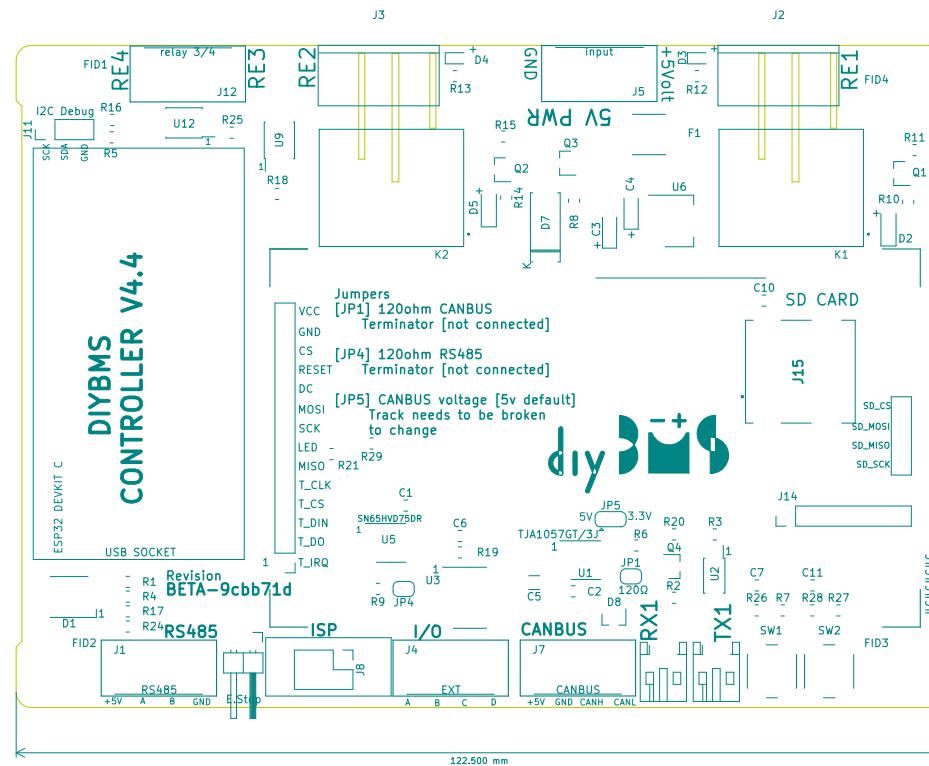 J3
J2
RE4
FID1
relay 3/4
J12
RE3
RE2
D4
+
R13
GND
input
J5
+5Volt
D3
+
R12
RE1
FID4
J11
I2C Debug
SCK
SDA
GND
R16
R5
U12
1
R25
U9
1
R18
5V PWR
R15
Q2
Q3
F1
R11
Q1
R10
D5
+
R14
D7
K
R8
C3
+
C4
+
U6
+
D2
K2
K1
DIYBMS
CONTROLLER V4.4
ESP32 DEVKIT C
USB SOCKET
VCC
GND
CS
RESET
DC
MOSI
SCK
LED
MISO
T_CLK
T_CS
T_DIN
T_DO
T_IRQ
1
Jumpers
[JP1] 120ohm CANBUS
Terminator [not connected]
[JP4] 120ohm RS485
Terminator [not connected]
[JP5] CANBUS voltage [5v default]
Track needs to be broken
to change
R21
R29
diyBMS
C10
SD CARD
J15
SD_CS
SD_MOSI
SD_MISO
SD_SCK
J14
C1
SN65HVD75DR
1
U5
C6
R19
U3
R9
JP4
JP5
5V
3.3V
TJA1057GT/3J
1
R6
R20
R3
Q4
1
U2
U1
C5
C2
JP1
120Ω
R2
D8
C7
C11
R26
R7
R28
R27
SW1
SW2
FID3
Revision
BETA-9cbb71d
R1
R4
R17
R24
D1
J1
FID2
RS485
J1
RS485
+5V
A
B
GND
E.Stop
ISP
J8
I/O
J4
EXT
A
B
C
D
CANBUS
J7
CANBUS
+5V
GND
CANH
CANL
RX1
TX1
122.500 mm